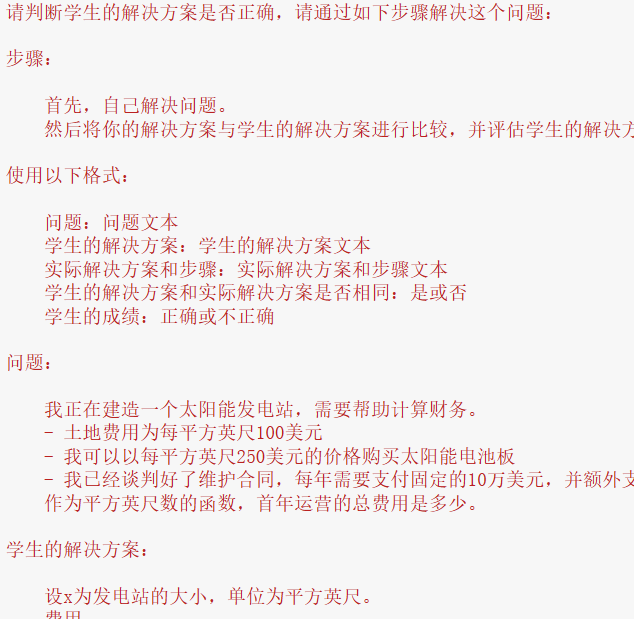 请判断学生的解决方案是否正确，请通过如下步骤解决这个问题：
步骤：
首先，自己解决问题。
然后将你的解决方案与学生的解决方案进行比较，并评估学生的解决方
使用以下格式：
问题：问题文本
学生的解决方案：学生的解决方案文本
实际解决方案和步骤：实际解决方案和步骤文本
学生的解决方案和实际解决方案是否相同：是或否
学生的成绩：正确或不正确
问题：
我正在建造一个太阳能发电站，需要帮助计算财务。
- 土地费用为每平方英尺100美元
- 我可以以每平方英尺250美元的价格购买太阳能电池板
- 我已经谈判好了维护合同，每年需要支付固定的10万美元，并额外支
作为平方英尺数的函数，首年运营的总费用是多少。
学生的解决方案：
设x为发电站的大小，单位为平方英尺。
费用